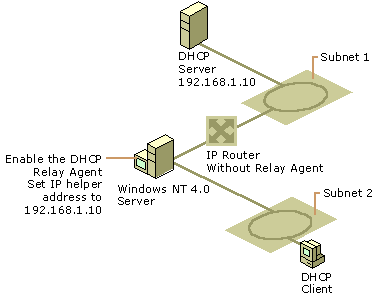 DHCP
Server
192.168.1.10
Subnet 1
IP Router
Without Relay Agent
Enable the DHCP
Relay Agent
Set IP helper
address to
192.168.1.10
Windows NT 4.0
Server
Subnet 2
DHCP
Client